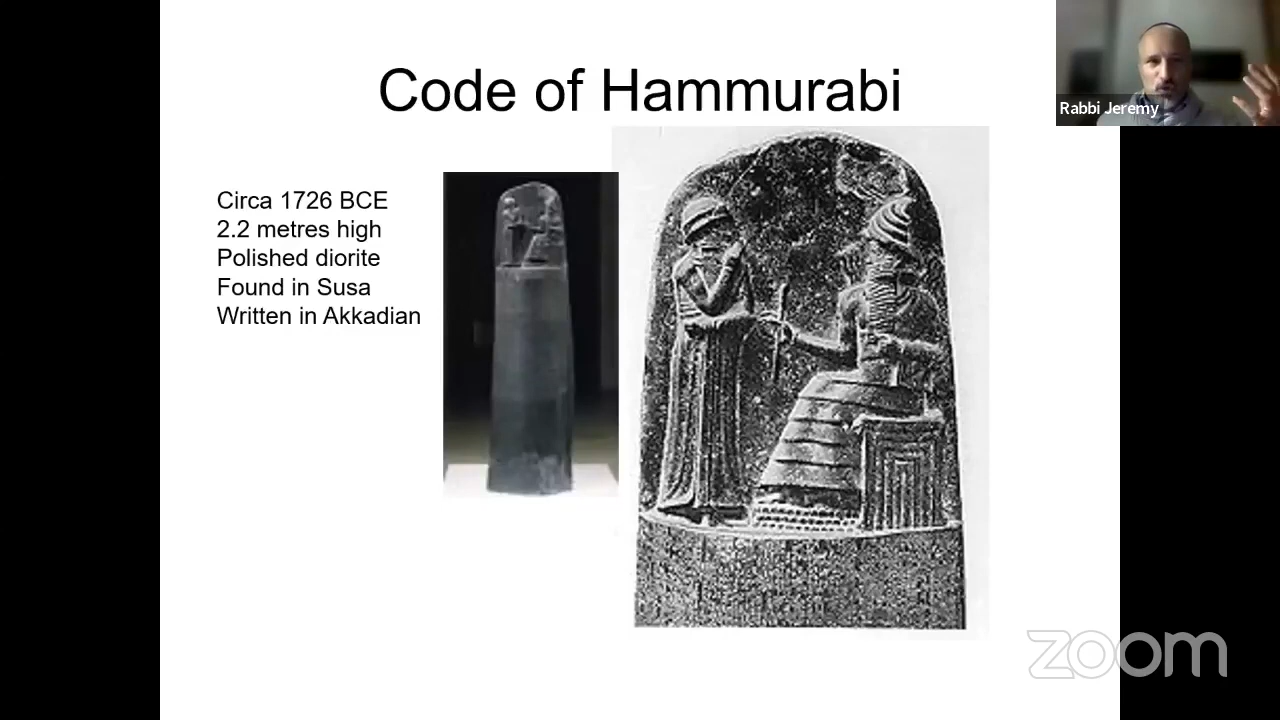 Code of Hammurabi
Rabbi Jeremy
Circa 1726 BCE
2.2 metres high
Polished diorite
Found in Susa
Written in Akkadian
zoom